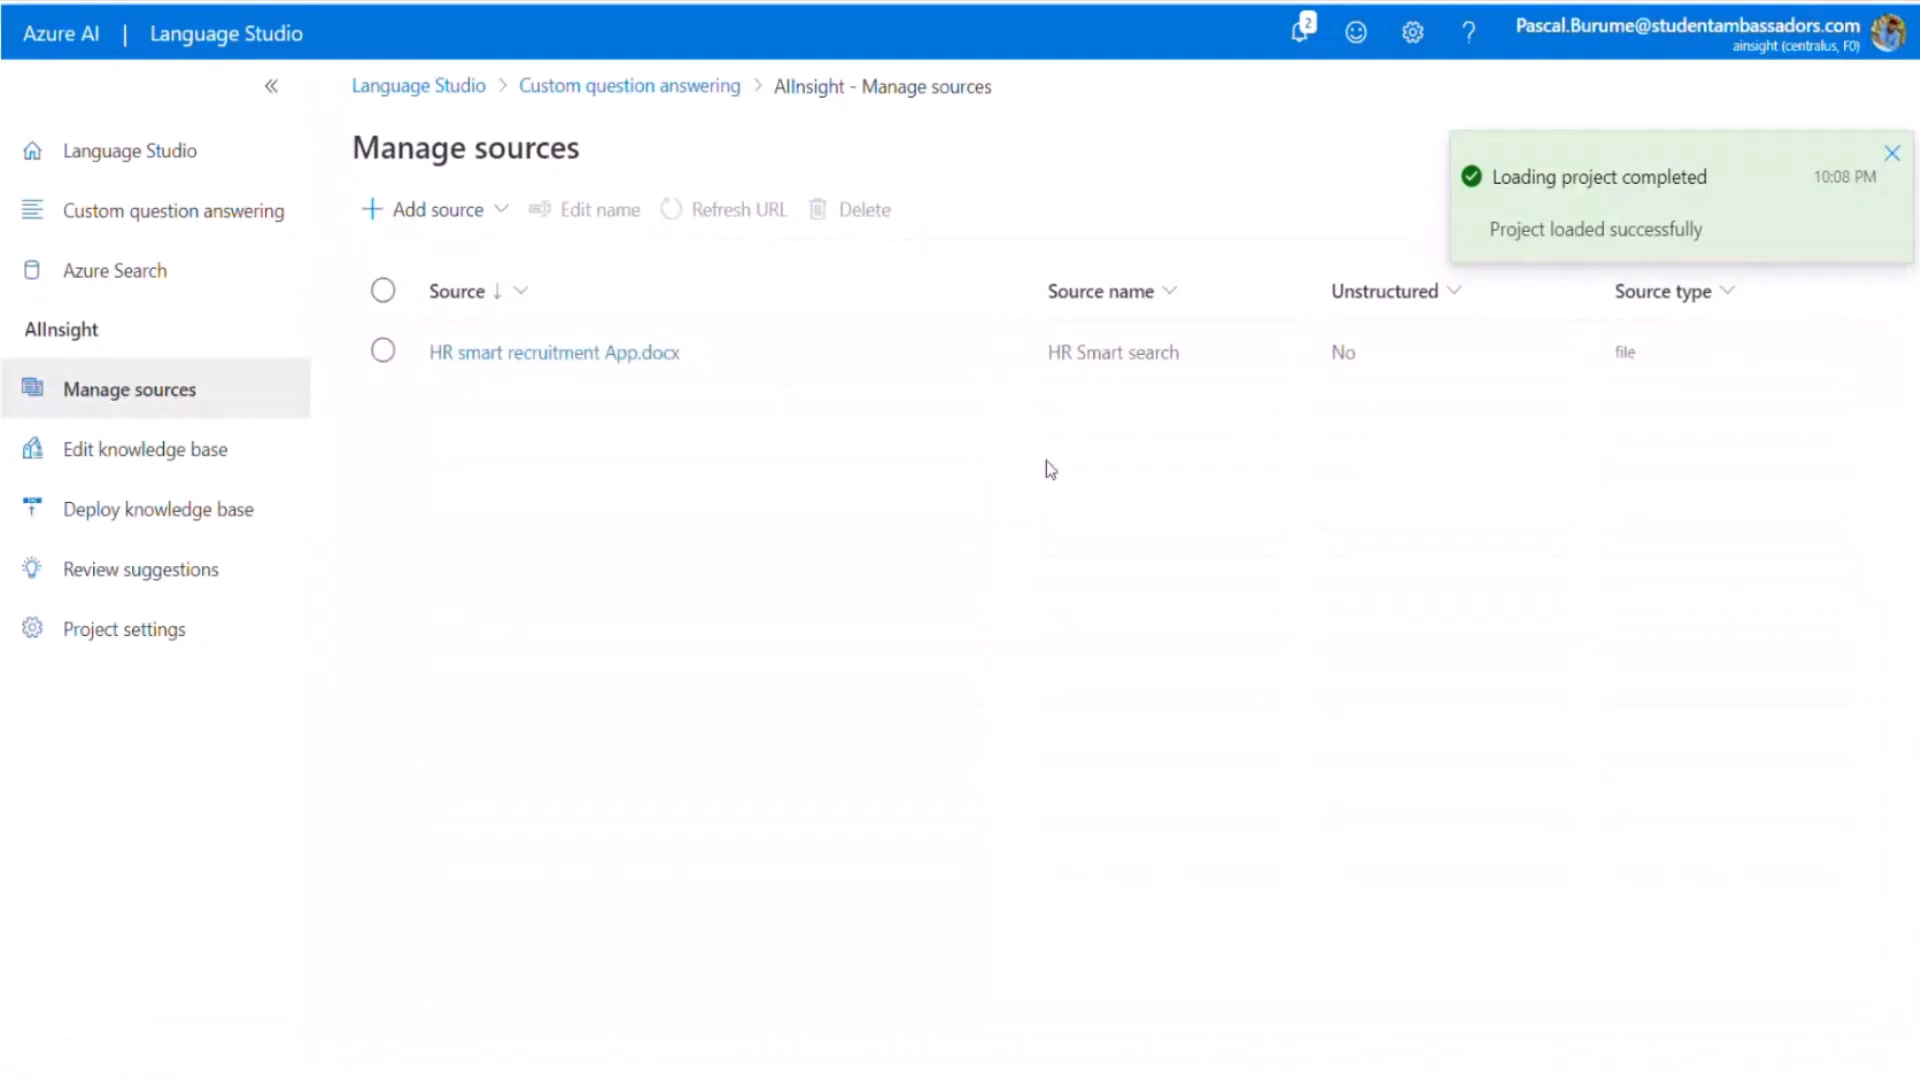 Azure AI | Language Studio
2
Pascal.Burume@studentambassadors.com
ainsight (centralus, F0)
Language Studio > Custom question answering > AIInsight - Manage sources
Language Studio
Custom question answering
Azure Search
AIInsight
Manage sources
Edit knowledge base
Deploy knowledge base
Review suggestions
Project settings
Manage sources
Add source Edit name Refresh URL Delete
Loading project completed 10:08 PM
Project loaded successfully
Source ↓ Source name Unstructured Source type
HR smart recruitment App.docx HR Smart search No file